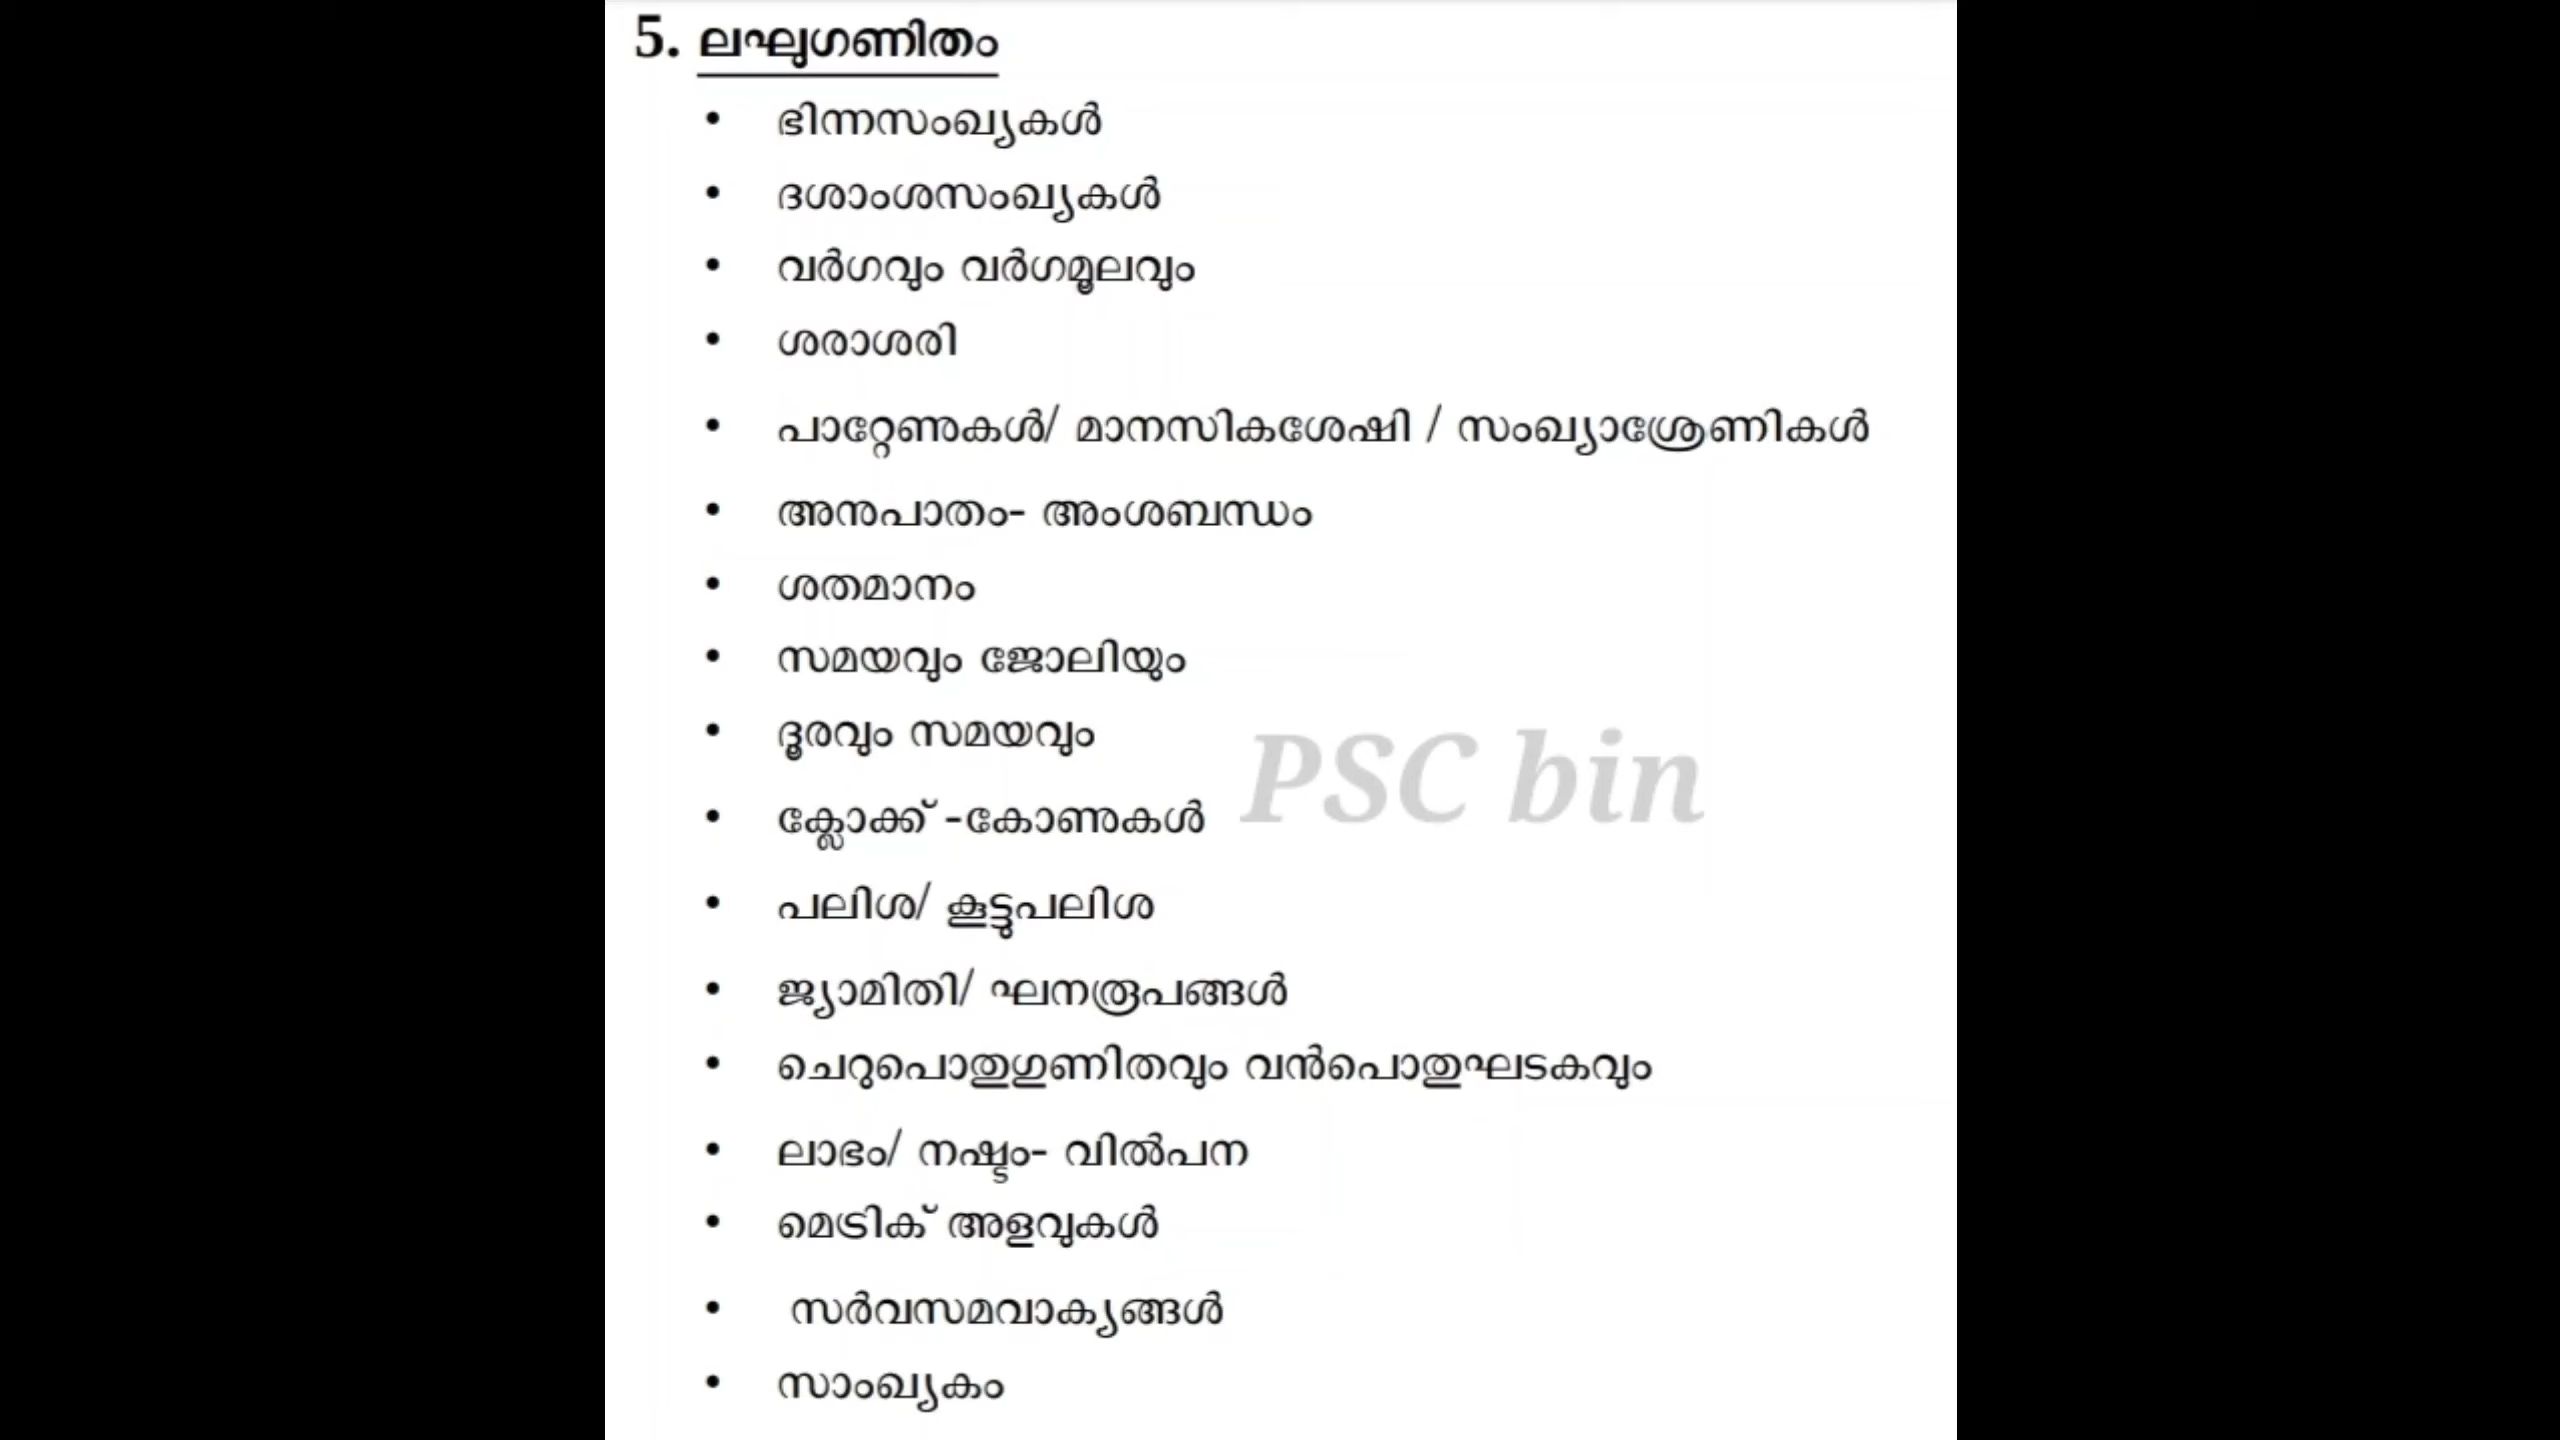 5. ലഘുഗണിതം
• ഭിന്നസംഖ്യകൾ
• ദശാംശസംഖ്യകൾ
• വർഗവും വർഗമൂലവും
• ശരാശരി
• പാറ്റേണുകൾ/ മാനസികശേഷി / സംഖ്യാശ്രേണികൾ
• അനുപാതം- അംശബന്ധം
• ശതമാനം
• സമയവും ജോലിയും
• ദൂരവും സമയവും
• ക്ലോക്ക് -കോണുകൾ
PSC bin
• പലിശ/ കൂട്ടുപലിശ
• ജ്യാമിതി/ ഘനരൂപങ്ങൾ
• ചെറുപൊതുഗുണിതവും വൻപൊതുഘടകവും
• ലാഭം/ നഷ്ടം- വിൽപന
• മെട്രിക് അളവുകൾ
• സർവസമവാക്യങ്ങൾ
• സാംഖ്യകം